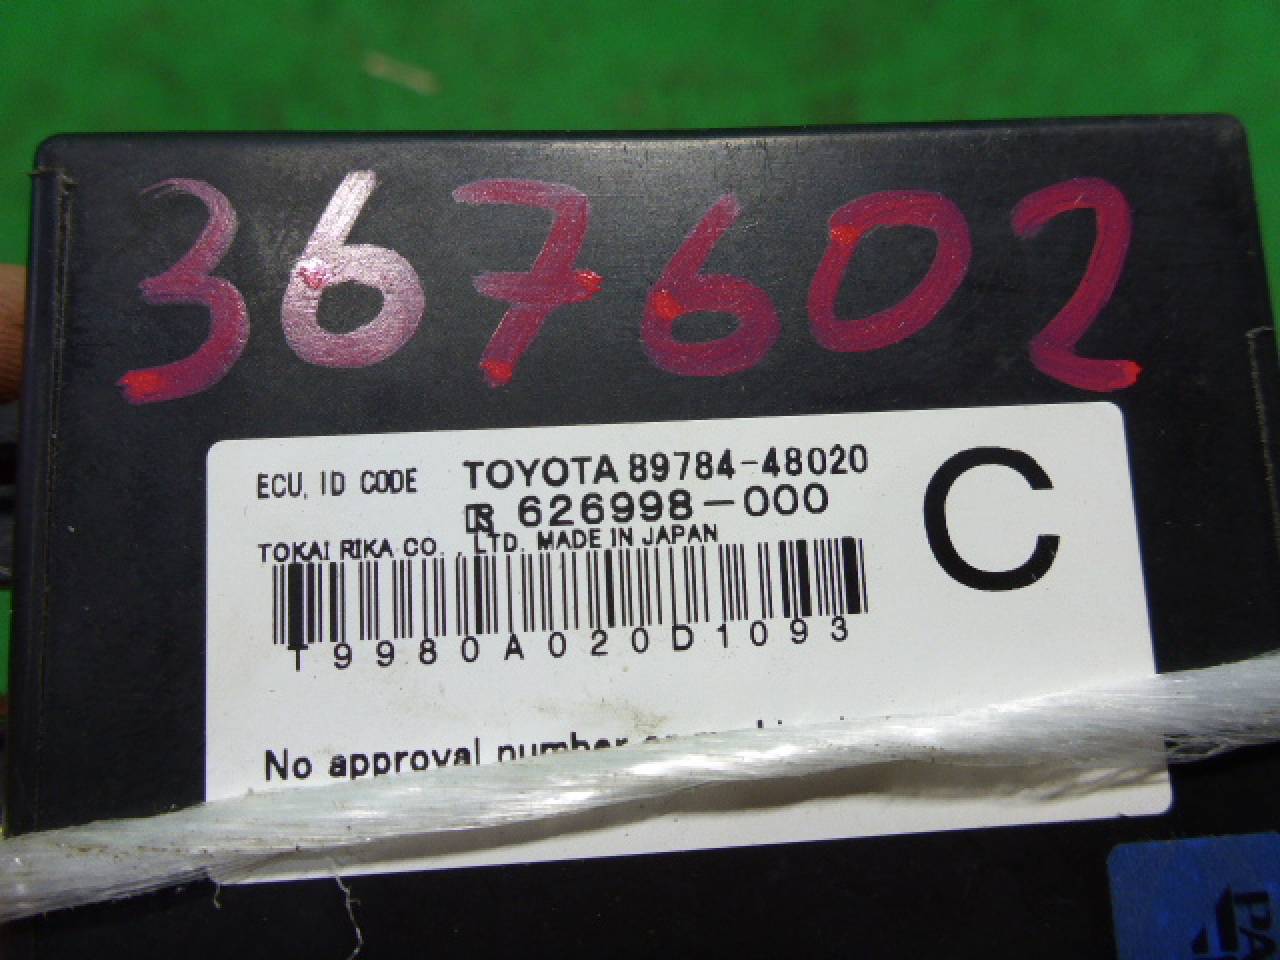 367602
ECU. ID CODE TOYOTA 89784-48020
626998-000
C
TOKAI RIKA CO., LTD. MADE IN JAPAN
T9980A020D1093
No approval number
PA